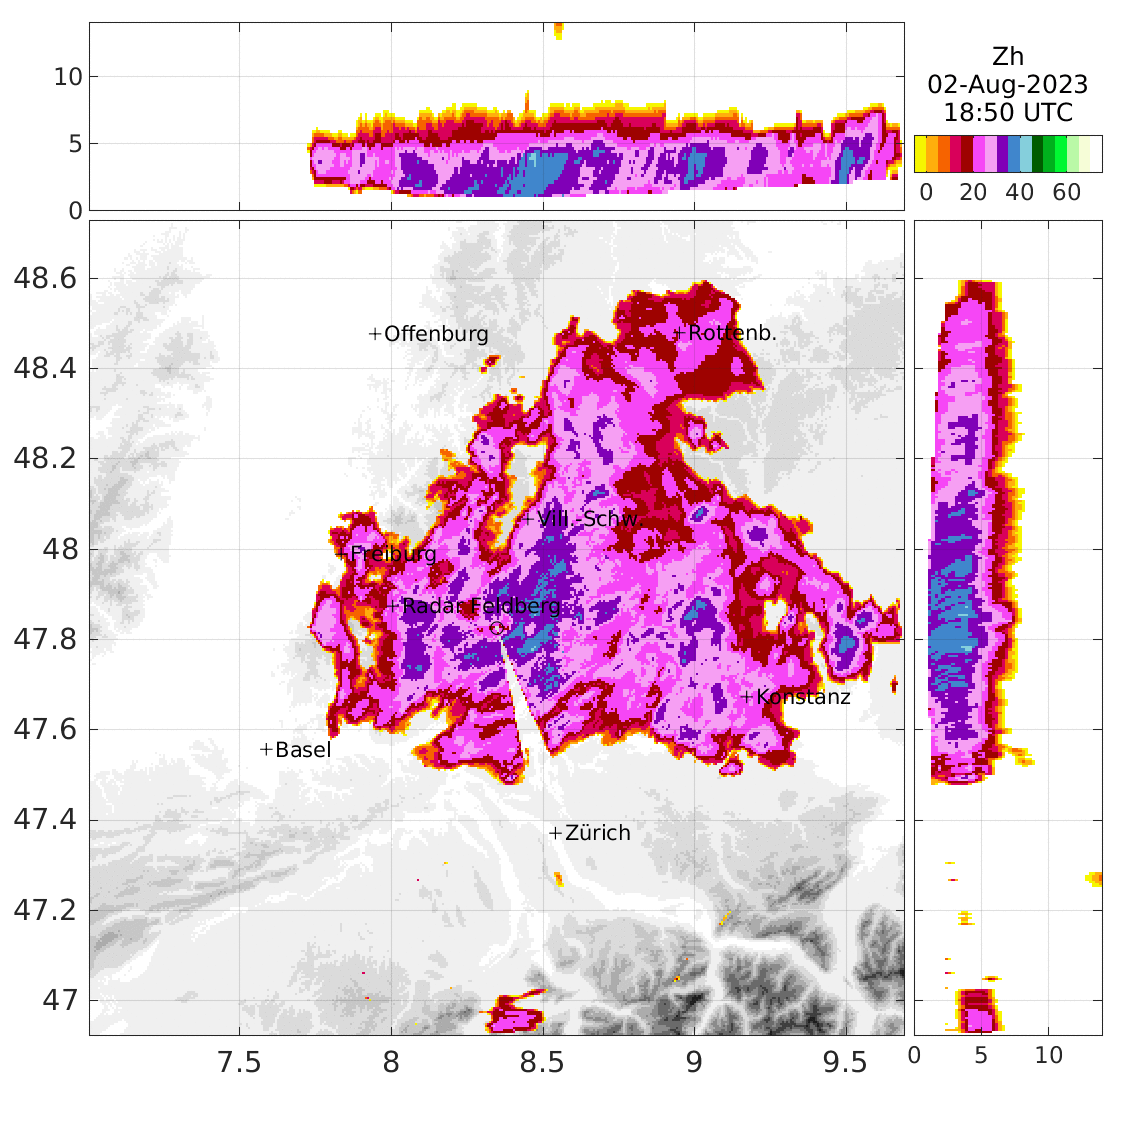 Zh
02-Aug-2023
18:50 UTC
10
5
0
0 20 40 60
48.6
48.4
48.2
48
47.8
47.6
47.4
47.2
47
+Offenburg
+Rottenb.
+Vill.-Schw.
+Freiburg
+Radar Feldberg
+Konstanz
+Basel
+Zürich
7.5 8 8.5 9 9.5
0 5 10